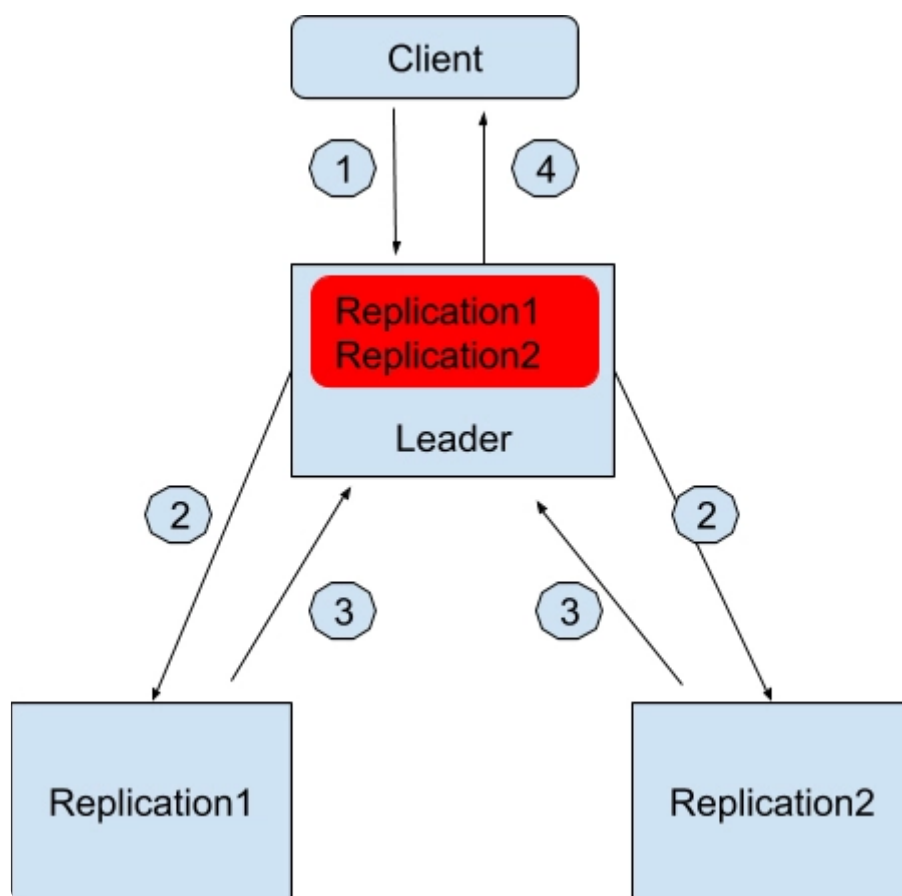 Client
1
4
Replication1
Replication2
Leader
2
2
3
3
Replication1
Replication2